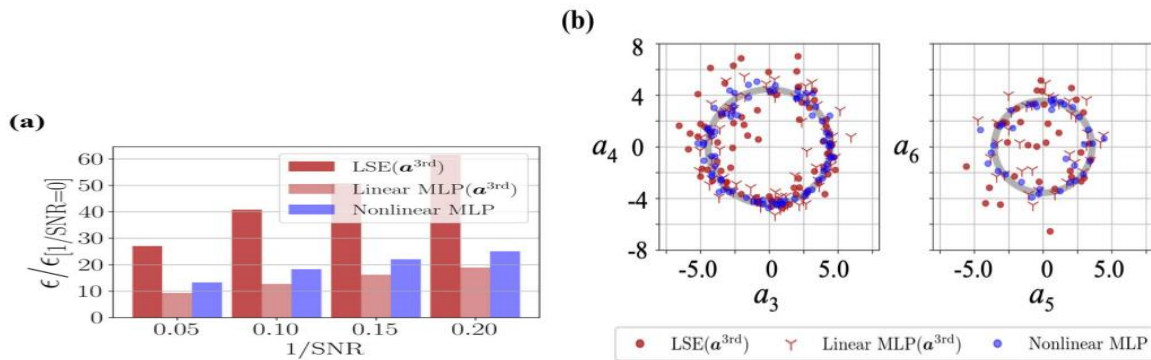 (a)
ϵ/ϵ[1/SNR=0]
60
50
40
30
20
10
0
LSE(a³ʳᵈ)
Linear MLP(a³ʳᵈ)
Nonlinear MLP
0.05 0.10 0.15 0.20
1/SNR
(b)
a₄
8
4
0
-4
-8
-5.0 0 5.0
a₃
a₆
-5.0 0 5.0
a₅
LSE(a³ʳᵈ) Linear MLP(a³ʳᵈ) Nonlinear MLP